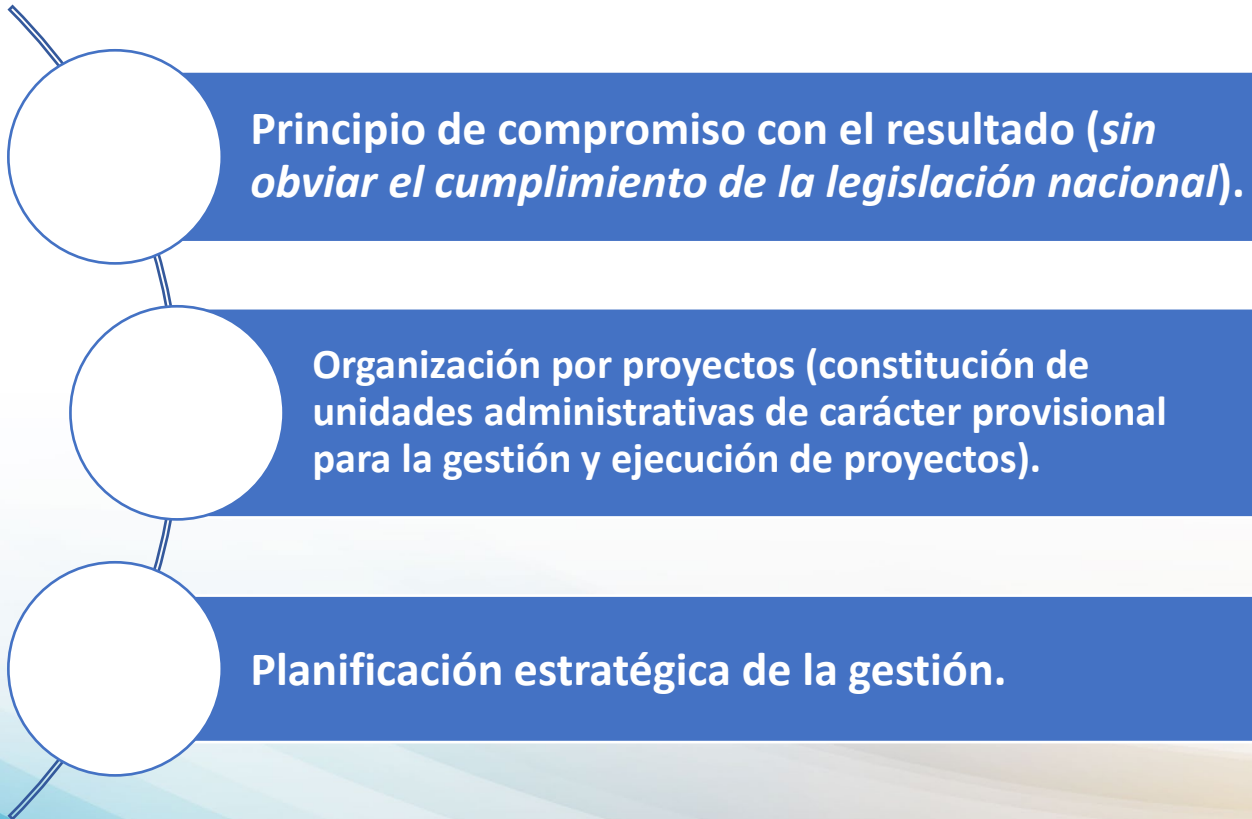 Principio de compromiso con el resultado (sin
obviar el cumplimiento de la legislación nacional).
Organización por proyectos (constitución de
unidades administrativas de carácter provisional
para la gestión y ejecución de proyectos).
Planificación estratégica de la gestión.